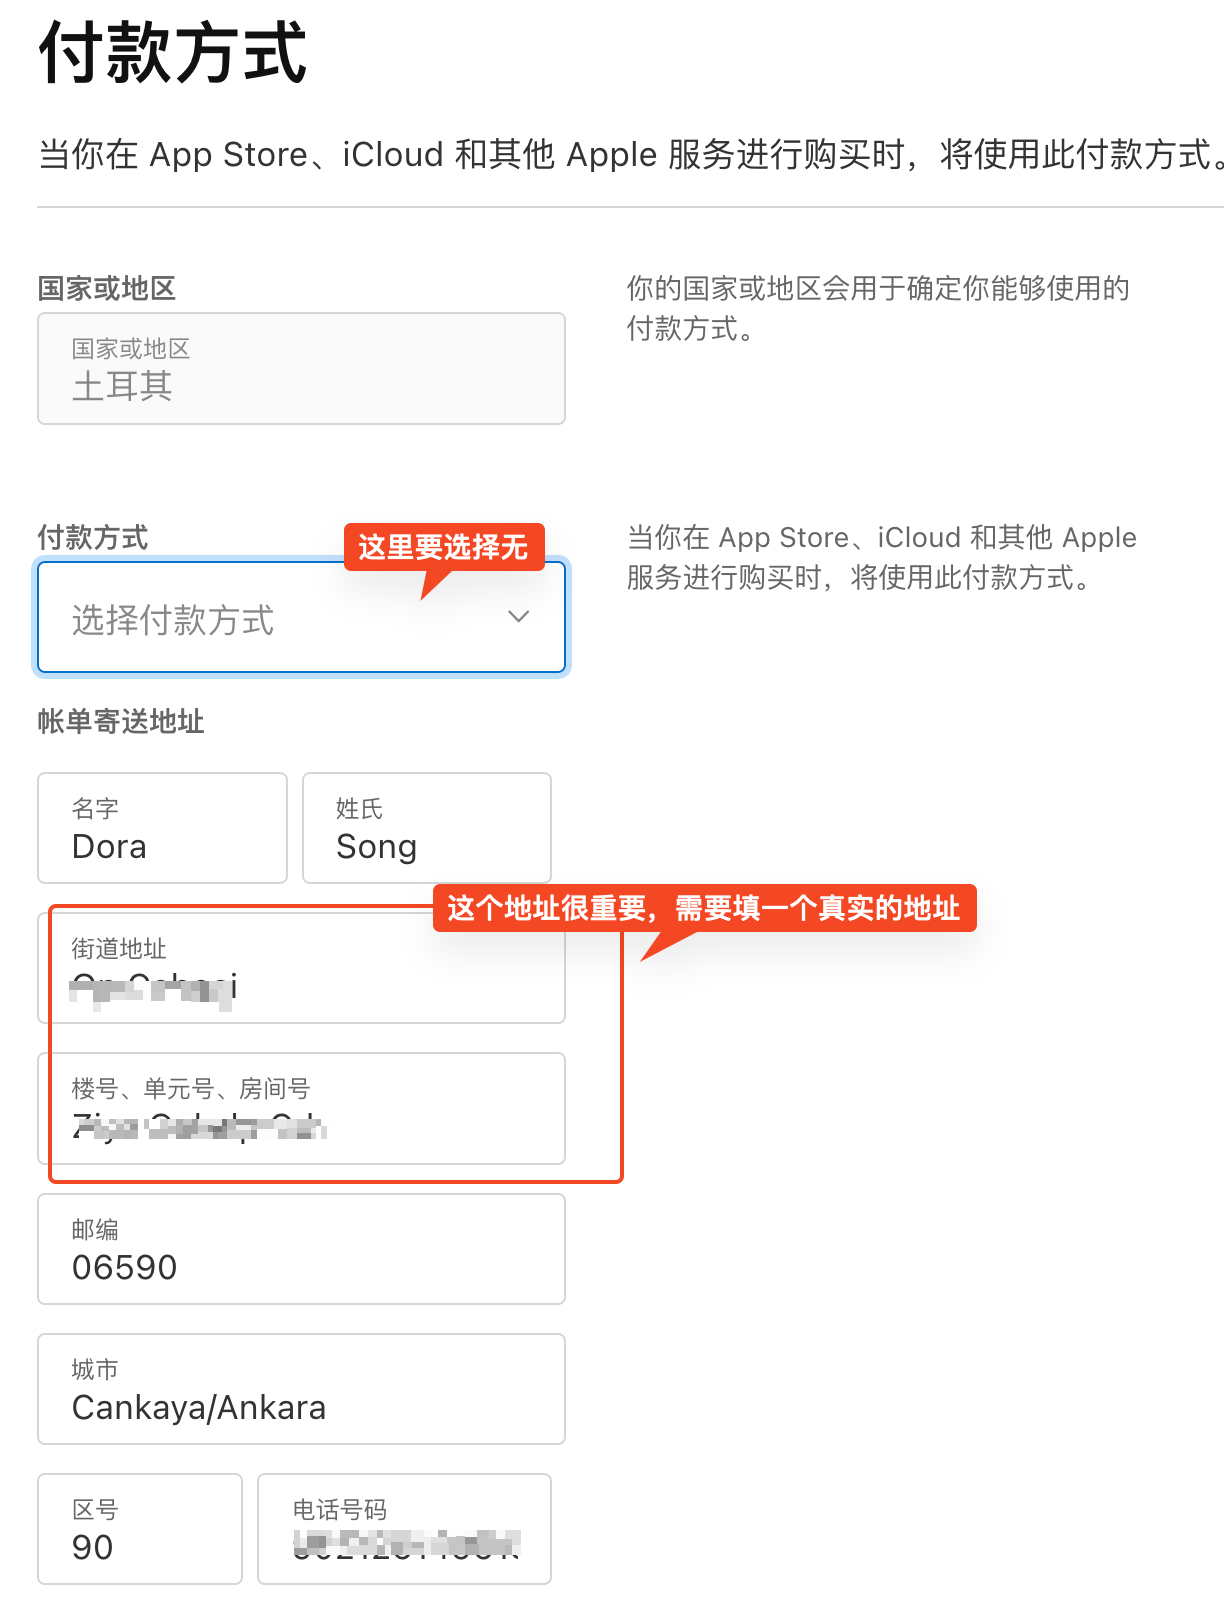 付款方式
当你在 App Store、iCloud 和其他 Apple 服务进行购买时，将使用此付款方式。
国家或地区
国家或地区
土耳其
你的国家或地区会用于确定你能够使用的
付款方式。
付款方式
这里要选择无
选择付款方式
当你在 App Store、iCloud 和其他 Apple
服务进行购买时，将使用此付款方式。
帐单寄送地址
名字
Dora
姓氏
Song
这个地址很重要，需要填一个真实的地址
街道地址
楼号、单元号、房间号
邮编
06590
城市
Cankaya/Ankara
区号
90
电话号码